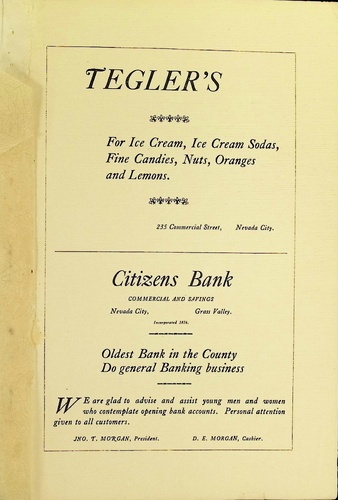 TEGLER'S
For Ice Cream, Ice Cream Sodas,
Fine Candies, Nuts, Oranges
and Lemons.
235 Commercial Street, Nevada City.
Citizens Bank
COMMERCIAL AND SAVINGS
Nevada City, Grass Valley.
Incorporated 1876.
Oldest Bank in the County
Do general Banking business
WE are glad to advise and assist young men and women
who contemplate opening bank accounts. Personal attention
given to all customers.
JNO. T. MORGAN, President. D. E. MORGAN, Cashier.